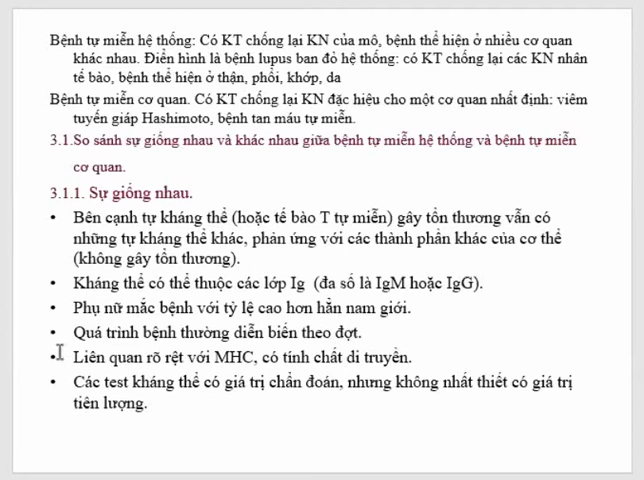 Bệnh tự miễn hệ thống: Có KT chống lại KN của mô, bệnh thể hiện ở nhiều cơ quan
khác nhau. Điển hình là bệnh lupus ban đỏ hệ thống: có KT chống lại các KN nhân
tế bào, bệnh thể hiện ở thận, phổi, khớp, da
Bệnh tự miễn cơ quan. Có KT chống lại KN đặc hiệu cho một cơ quan nhất định: viêm
tuyến giáp Hashimoto, bệnh tan máu tự miễn.
3.1.So sánh sự giống nhau và khác nhau giữa bệnh tự miễn hệ thống và bệnh tự miễn
cơ quan.
3.1.1. Sự giống nhau.
• Bên cạnh tự kháng thể (hoặc tế bào T tự miễn) gây tổn thương vẫn có
những tự kháng thể khác, phản ứng với các thành phần khác của cơ thể
(không gây tổn thương).
• Kháng thể có thể thuộc các lớp Ig (đa số là IgM hoặc IgG).
• Phụ nữ mắc bệnh với tỷ lệ cao hơn hẳn nam giới.
• Quá trình bệnh thường diễn biến theo đợt.
• Liên quan rõ rệt với MHC, có tính chất di truyền.
• Các test kháng thể có giá trị chẩn đoán, nhưng không nhất thiết có giá trị
tiên lượng.